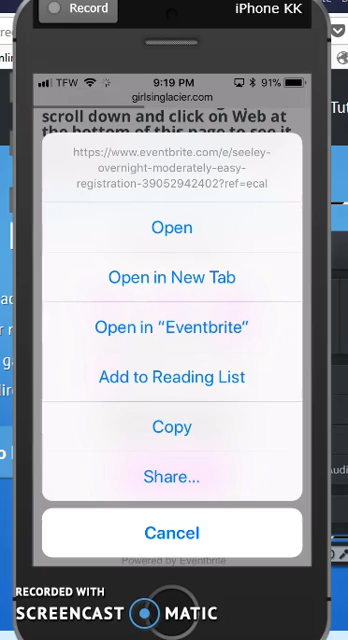 Record
iPhone KK
TFW 9:19 PM 91%
girlsinglacier.com
scroll down and click on Web at
the bottom of this page to see it
https://www.eventbrite.com/e/seeley-
overnight-moderately-easy-
registration-39052942402?ref=ecal
Open
Open in New Tab
Open in “Eventbrite”
Add to Reading List
Copy
Share...
Cancel
Powered by Eventbrite
RECORDED WITH
SCREENCAST MATIC